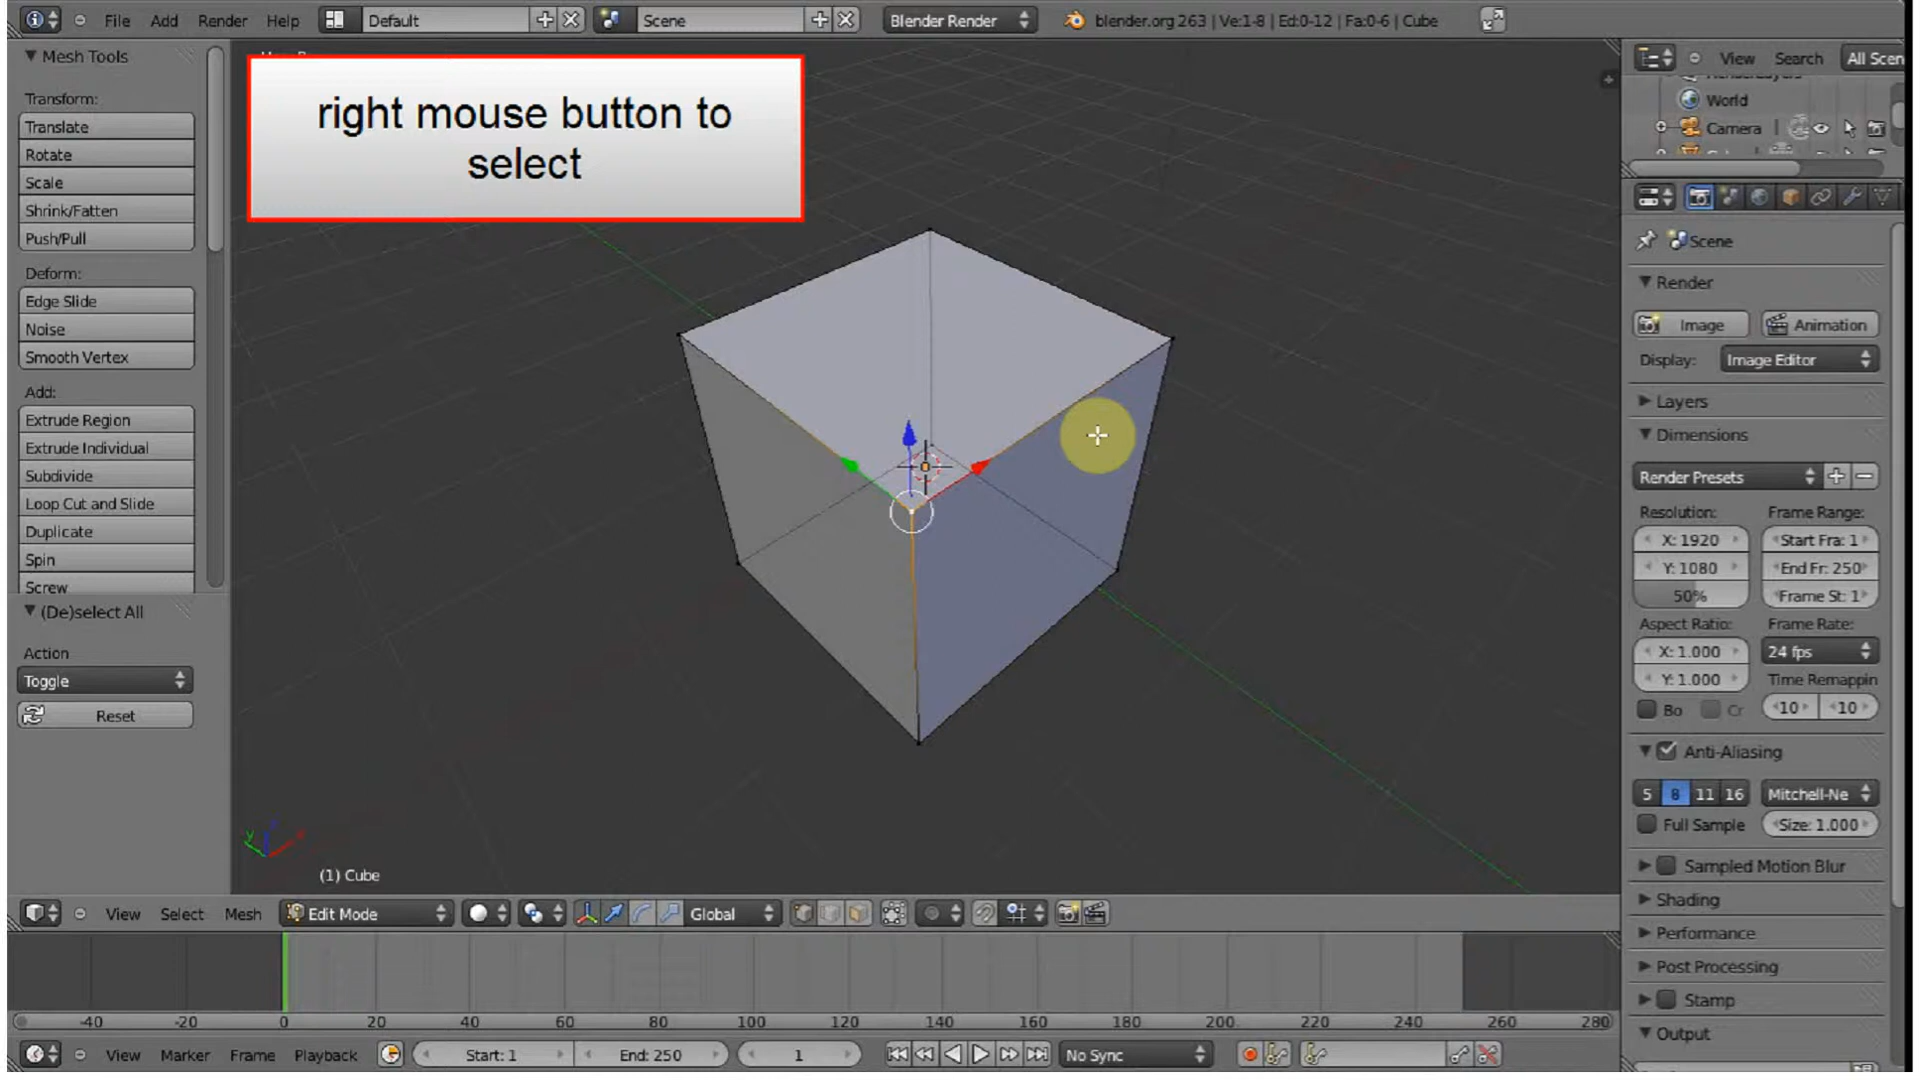 File Add Render Help Default Scene Blender Render blender.org 263 | Ve:1-8 | Ed:0-12 | Fa:0-6 | Cube
Mesh Tools
Transform:
Translate
Rotate
Scale
Shrink/Fatten
Push/Pull
Deform:
Edge Slide
Noise
Smooth Vertex
Add:
Extrude Region
Extrude Individual
Subdivide
Loop Cut and Slide
Duplicate
Spin
Screw
(De)select All
Action
Toggle
Reset
right mouse button to
select
y
(1) Cube
View Select Mesh Edit Mode Global
-40 -20 0 20 40 60 80 100 120 140 160 180 200 220 240 260 280
View Marker Frame Playback Start: 1 End: 250 1 No Sync
View Search All Scen
World
Camera
Scene
Render
Image Animation
Display: Image Editor
Layers
Dimensions
Render Presets
Resolution: Frame Range:
X: 1920 Start Fra: 1
Y: 1080 End Fr: 250
50% Frame St: 1
Aspect Ratio: Frame Rate:
X: 1.000 24 fps
Y: 1.000 Time Remappin
Bo Cr 10 10
Anti-Aliasing
5 8 11 16 Mitchell-Ne
Full Sample Size: 1.000
Sampled Motion Blur
Shading
Performance
Post Processing
Stamp
Output